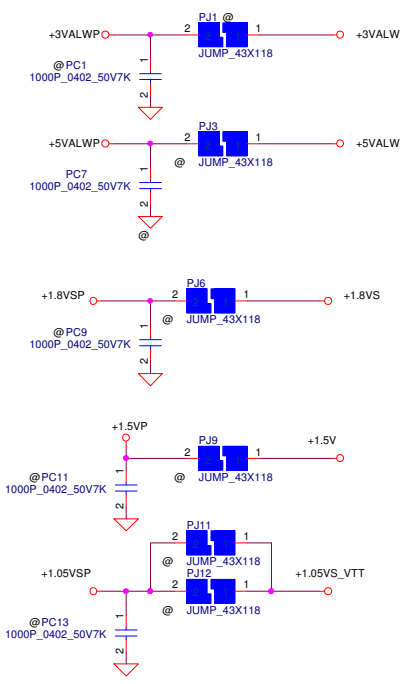 PJ1 @
+3VALWP 2 1 +3VALW
@ PC1 JUMP_43X118
1000P_0402_50V7K
1
2
PJ3
+5VALWP 2 1 +5VALW
@ JUMP_43X118
PC7
1000P_0402_50V7K
1
2
@
PJ6
+1.8VSP 2 1 +1.8VS
@ JUMP_43X118
@ PC9
1000P_0402_50V7K
1
2
+1.5VP
PJ9
2 1 +1.5V
@ JUMP_43X118
@ PC11
1000P_0402_50V7K
1
2
PJ11
2 1
JUMP_43X118
PJ12
+1.05VSP 2 1 +1.05VS_VTT
@ JUMP_43X118
@ PC13
1000P_0402_50V7K
1
2